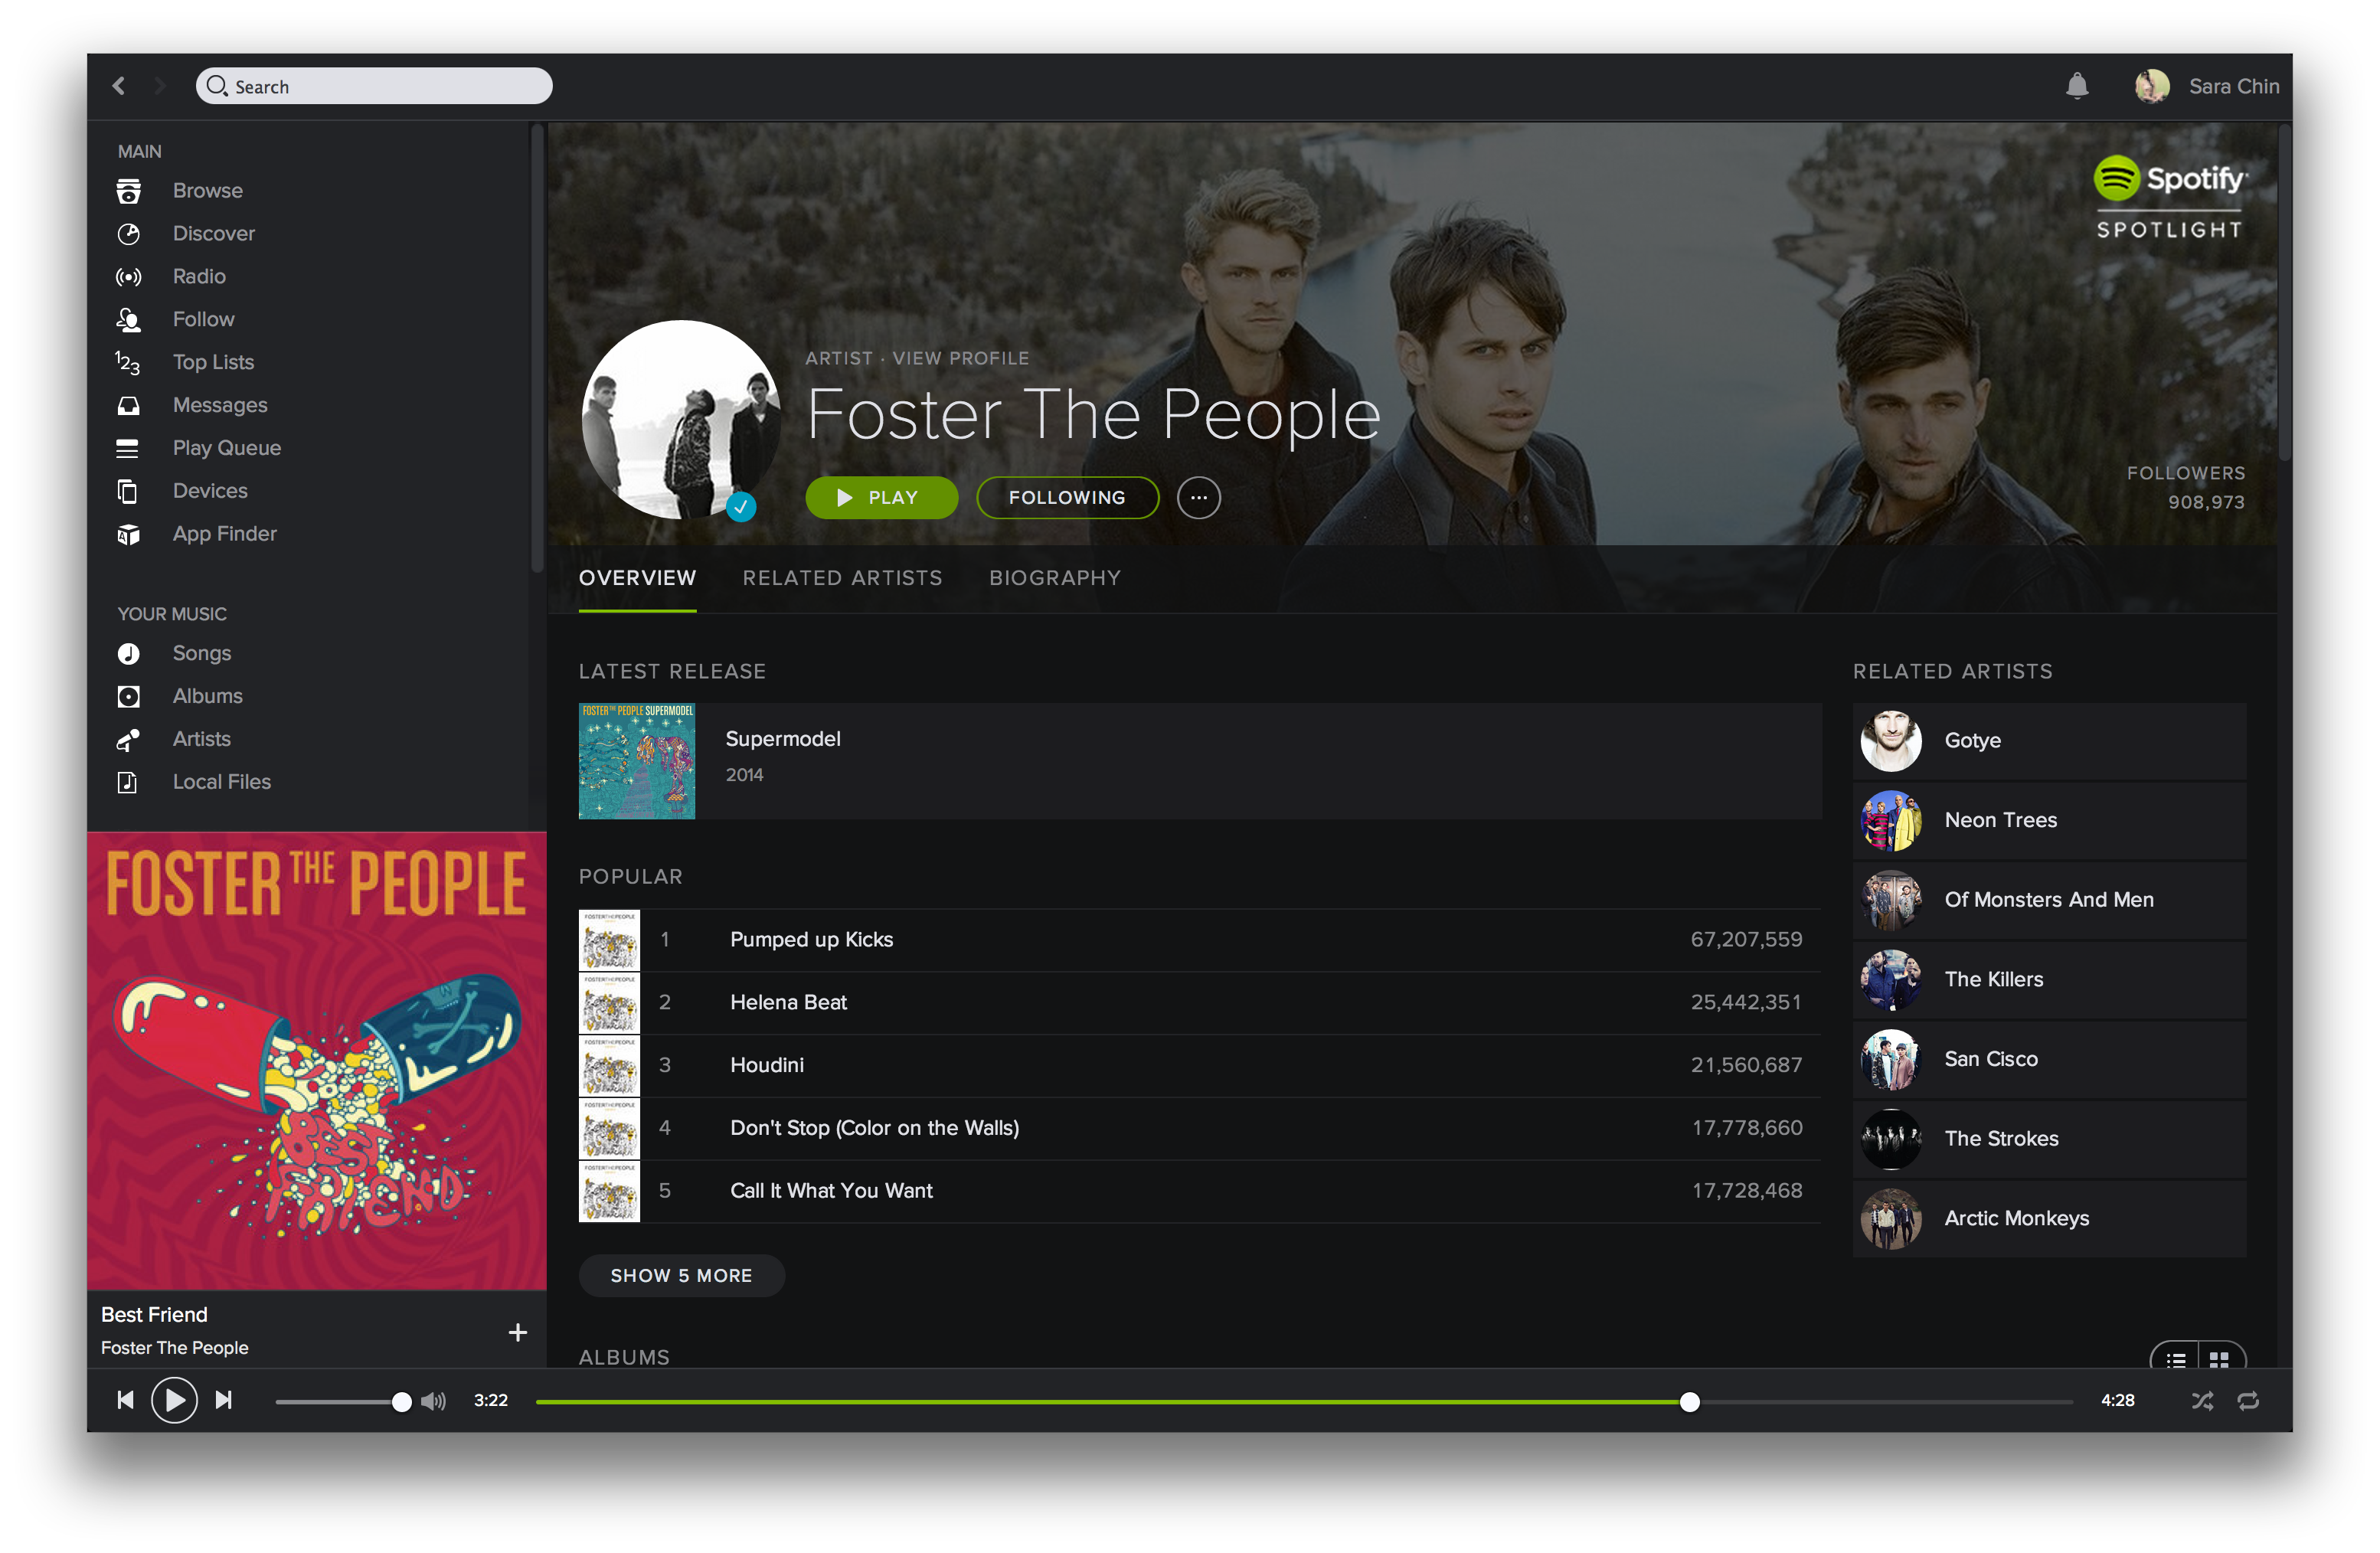 Search
Sara Chin
MAIN
Browse
Discover
Radio
Follow
Top Lists
Messages
Play Queue
Devices
App Finder
YOUR MUSIC
Songs
Albums
Artists
Local Files
FOSTER THE PEOPLE
BEST FRIEND
Best Friend
Foster The People
Spotify
SPOTLIGHT
ARTIST · VIEW PROFILE
Foster The People
PLAY
FOLLOWING
FOLLOWERS
908,973
OVERVIEW RELATED ARTISTS BIOGRAPHY
LATEST RELEASE
FOSTER THE PEOPLE SUPERMODEL
Supermodel
2014
POPULAR
FOSTERTHEPEOPLE
1 Pumped up Kicks 67,207,559
FOSTERTHEPEOPLE
2 Helena Beat 25,442,351
FOSTERTHEPEOPLE
3 Houdini 21,560,687
FOSTERTHEPEOPLE
4 Don't Stop (Color on the Walls) 17,778,660
FOSTERTHEPEOPLE
5 Call It What You Want 17,728,468
SHOW 5 MORE
ALBUMS
RELATED ARTISTS
Gotye
Neon Trees
Of Monsters And Men
The Killers
San Cisco
The Strokes
Arctic Monkeys
3:22
4:28